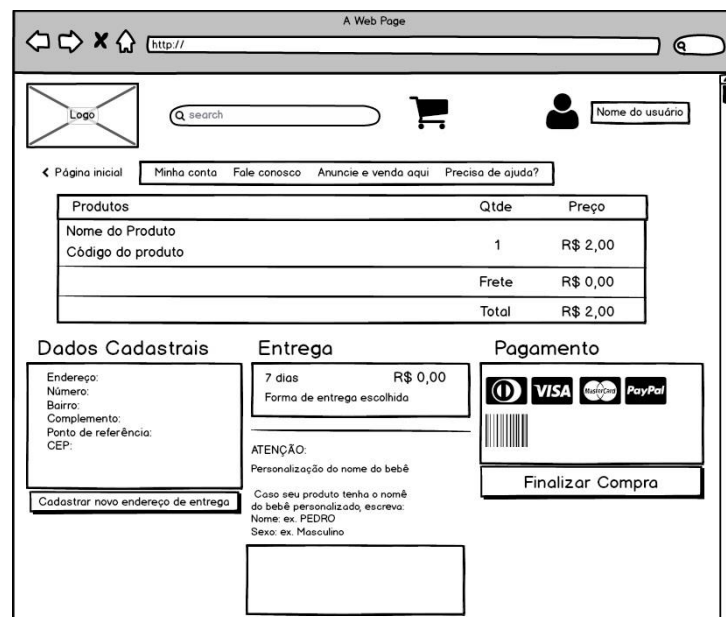 A Web Page
http://
Logo
search
Nome do usuário
Página inicial
Minha conta Fale conosco Anuncie e venda aqui Precisa de ajuda?
Produtos Qtde Preço
Nome do Produto
Código do produto
1 R$ 2,00
Frete R$ 0,00
Total R$ 2,00
Dados Cadastrais
Endereço:
Número:
Bairro:
Complemento:
Ponto de referência:
CEP:
Cadastrar novo endereço de entrega
Entrega
7 dias R$ 0,00
Forma de entrega escolhida
ATENÇÃO:
Personalização do nome do bebê
Caso seu produto tenha o nomê
do bebê personalizado, escreva:
Nome: ex. PEDRO
Sexo: ex. Masculino
Pagamento
VISA MasterCard PayPal
Finalizar Compra